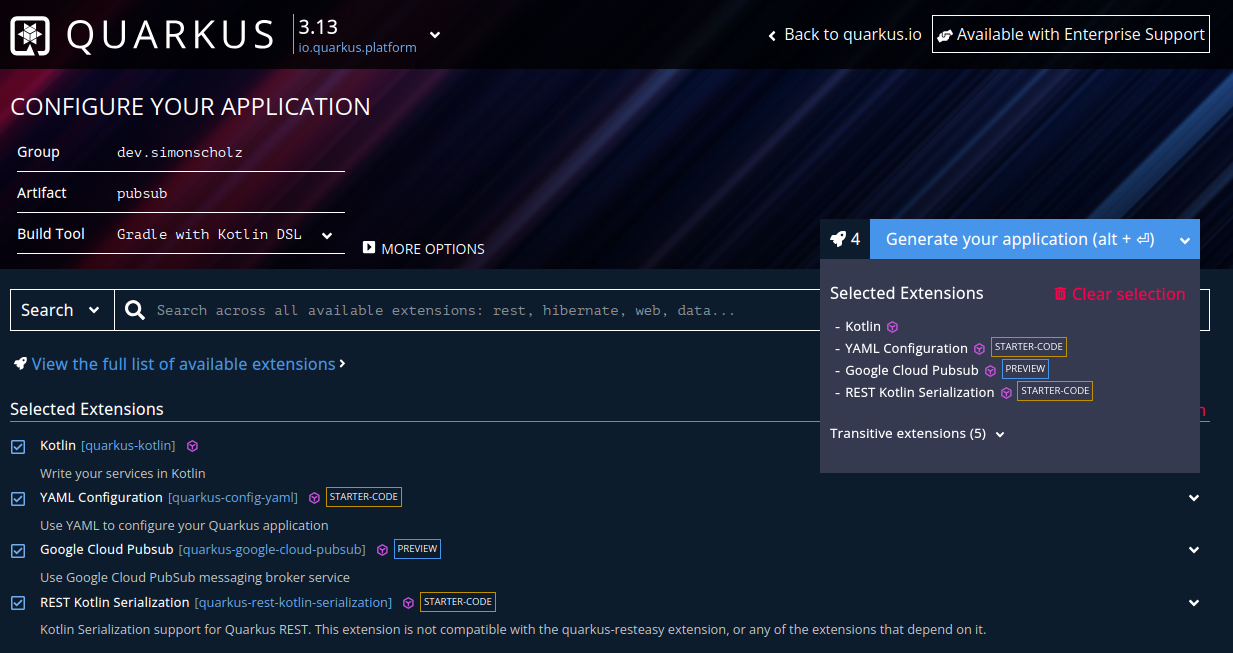 QUARKUS
3.13
io.quarkus.platform
Back to quarkus.io
Available with Enterprise Support
CONFIGURE YOUR APPLICATION
Group dev.simonscholz
Artifact pubsub
Build Tool Gradle with Kotlin DSL
MORE OPTIONS
4
Generate your application (alt + ⏎)
Selected Extensions
Clear selection
- Kotlin
- YAML Configuration STARTER-CODE
- Google Cloud Pubsub PREVIEW
- REST Kotlin Serialization STARTER-CODE
Transitive extensions (5)
Search
Search across all available extensions: rest, hibernate, web, data...
View the full list of available extensions
Selected Extensions
Kotlin [quarkus-kotlin]
Write your services in Kotlin
YAML Configuration [quarkus-config-yaml] STARTER-CODE
Use YAML to configure your Quarkus application
Google Cloud Pubsub [quarkus-google-cloud-pubsub] PREVIEW
Use Google Cloud PubSub messaging broker service
REST Kotlin Serialization [quarkus-rest-kotlin-serialization] STARTER-CODE
Kotlin Serialization support for Quarkus REST. This extension is not compatible with the quarkus-resteasy extension, or any of the extensions that depend on it.